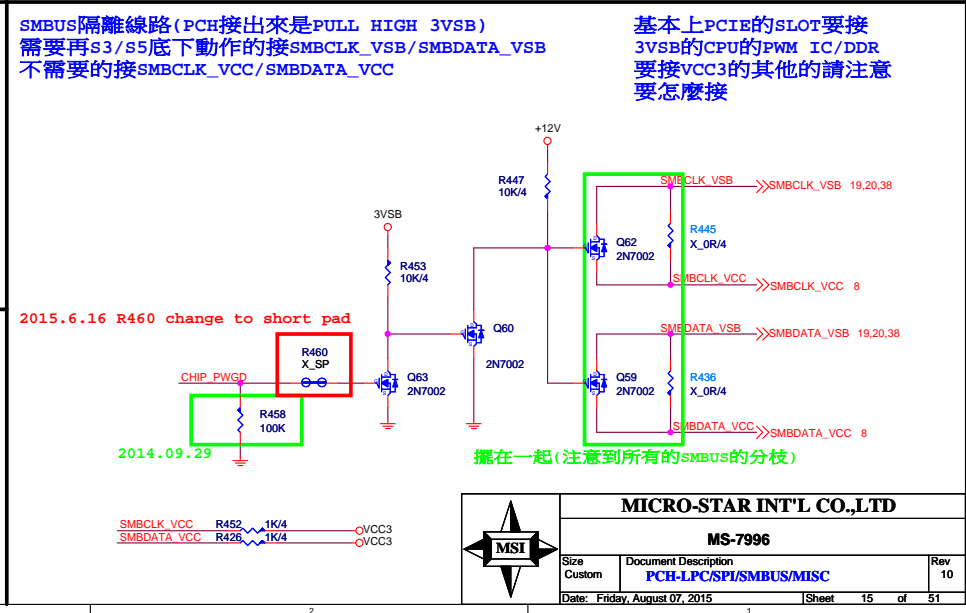 SMBUS隔離線路(PCH接出來是PULL HIGH 3VSB)
需要再S3/S5底下動作的接SMBCLK_VSB/SMBDATA_VSB
不需要的接SMBCLK_VCC/SMBDATA_VCC
基本上PCIE的SLOT要接
3VSB的CPU的PWM IC/DDR
要接VCC3的其他的請注意
要怎麼接
+12V
R447
10K/4
SMBCLK_VSB
SMBCLK_VSB 19,20,38
3VSB
R445
X_0R/4
Q62
2N7002
R453
10K/4
SMBCLK_VCC
SMBCLK_VCC 8
2015.6.16 R460 change to short pad
Q60
2N7002
SMBDATA_VSB
SMBDATA_VSB 19,20,38
R460
X_SP
CHIP_PWGD
Q63
2N7002
Q59
2N7002
R436
X_0R/4
R458
100K
SMBDATA_VCC
SMBDATA_VCC 8
2014.09.29
擺在一起(注意到所有的SMBUS的分枝)
SMBCLK_VCC R452 1K/4 VCC3
SMBDATA_VCC R426 1K/4 VCC3
MSI
MICRO-STAR INT'L CO.,LTD
MS-7996
Size
Custom
Document Description
PCH-LPC/SPI/SMBUS/MISC
Rev
10
Date: Friday, August 07, 2015
Sheet 15 of 51
2
1